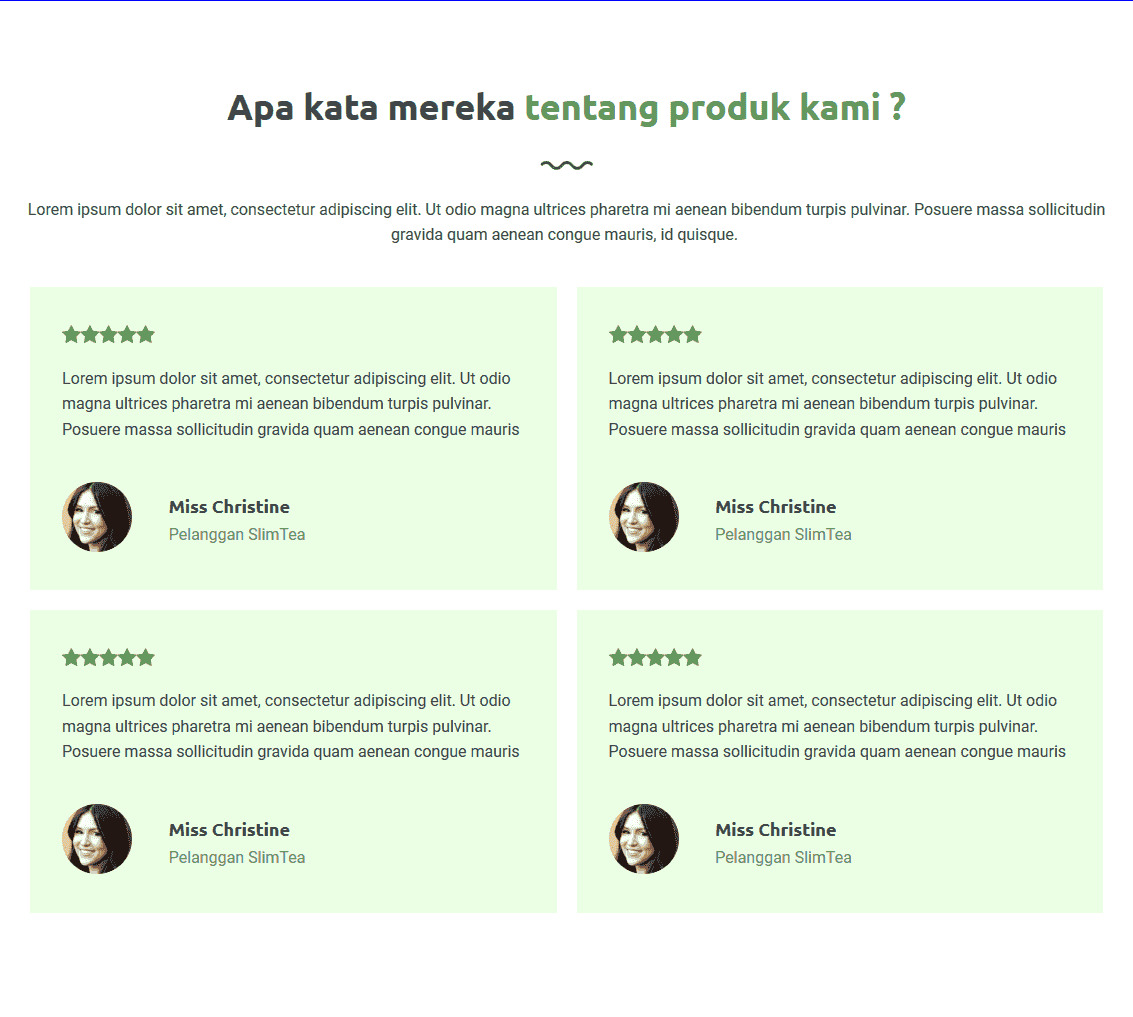 Apa kata mereka tentang produk kami ?
Lorem ipsum dolor sit amet, consectetur adipiscing elit. Ut odio magna ultrices pharetra mi aenean bibendum turpis pulvinar. Posuere massa sollicitudin
gravida quam aenean congue mauris, id quisque.
Lorem ipsum dolor sit amet, consectetur adipiscing elit. Ut odio
magna ultrices pharetra mi aenean bibendum turpis pulvinar.
Posuere massa sollicitudin gravida quam aenean congue mauris
Miss Christine
Pelanggan SlimTea
Lorem ipsum dolor sit amet, consectetur adipiscing elit. Ut odio
magna ultrices pharetra mi aenean bibendum turpis pulvinar.
Posuere massa sollicitudin gravida quam aenean congue mauris
Miss Christine
Pelanggan SlimTea
Lorem ipsum dolor sit amet, consectetur adipiscing elit. Ut odio
magna ultrices pharetra mi aenean bibendum turpis pulvinar.
Posuere massa sollicitudin gravida quam aenean congue mauris
Miss Christine
Pelanggan SlimTea
Lorem ipsum dolor sit amet, consectetur adipiscing elit. Ut odio
magna ultrices pharetra mi aenean bibendum turpis pulvinar.
Posuere massa sollicitudin gravida quam aenean congue mauris
Miss Christine
Pelanggan SlimTea